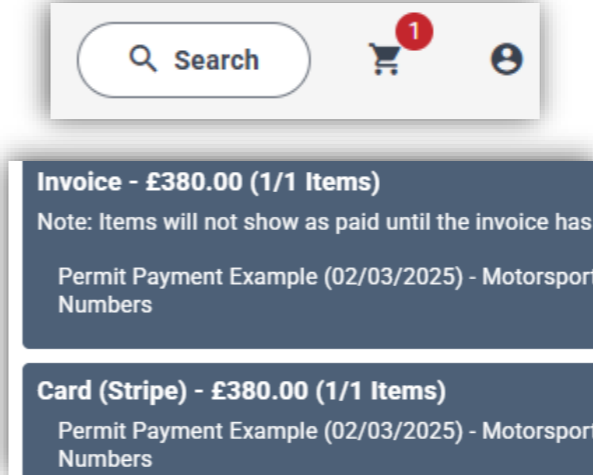 Search
1
Invoice - £380.00 (1/1 Items)
Note: Items will not show as paid until the invoice has
Permit Payment Example (02/03/2025) - Motorsport
Numbers
Card (Stripe) - £380.00 (1/1 Items)
Permit Payment Example (02/03/2025) - Motorsport
Numbers